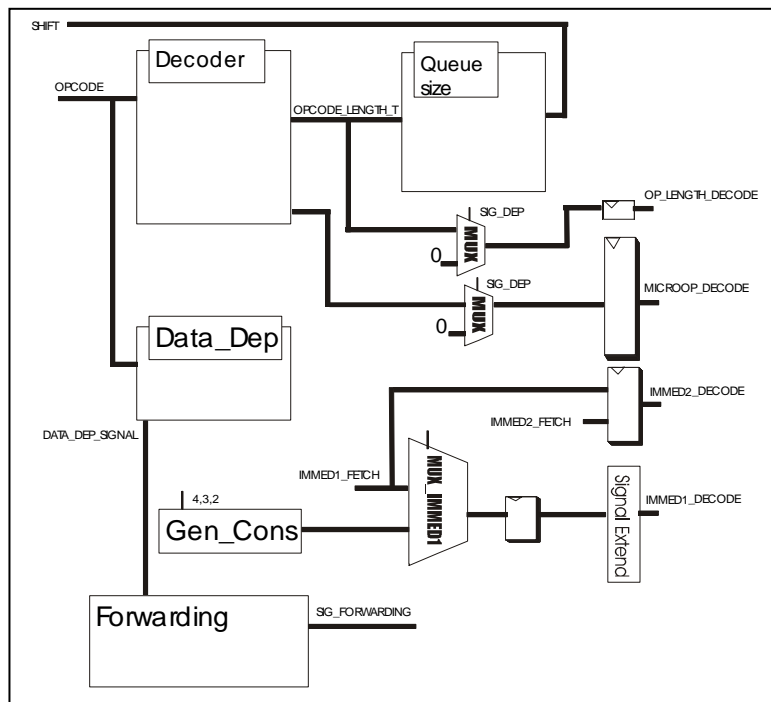 SHIFT
Decoder
Queue
size
OPCODE
OPCODE_LENGTH_T
SIG_DEP
OP_LENGTH_DECODE
MUX
0
SIG_DEP
MICROOP_DECODE
MUX
0
Data_Dep
IMMED2_DECODE
IMMED2_FETCH
DATA_DEP_SIGNAL
IMMED1_FETCH
MUX_IMMED1
4,3,2
Gen_Cons
Signal Extend
IMMED1_DECODE
Forwarding
SIG_FORWARDING